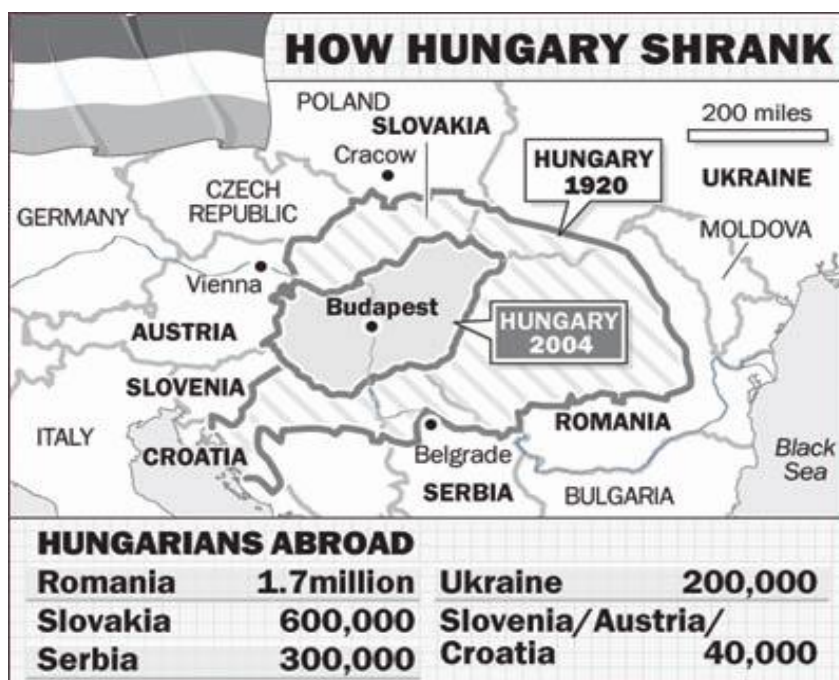 HOW HUNGARY SHRANK
POLAND
SLOVAKIA
200 miles
Cracow
HUNGARY
1920
UKRAINE
CZECH
REPUBLIC
GERMANY
MOLDOVA
Vienna
Budapest
HUNGARY
2004
AUSTRIA
SLOVENIA
ROMANIA
ITALY
CROATIA
Belgrade
Black
Sea
SERBIA
BULGARIA
HUNGARIANS ABROAD
Romania 1.7million
Slovakia 600,000
Serbia 300,000
Ukraine 200,000
Slovenia/Austria/
Croatia 40,000